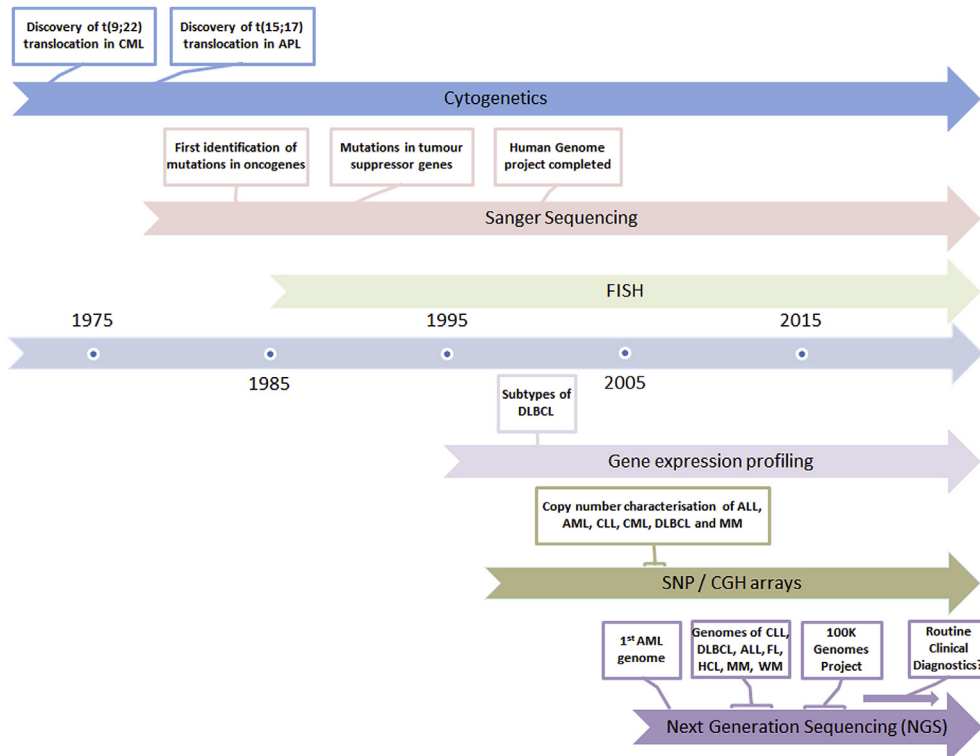 Discovery of t(9;22)
translocation in CML
Discovery of t(15;17)
translocation in APL
Cytogenetics
First identification of
mutations in oncogenes
Mutations in tumour
suppressor genes
Human Genome
project completed
Sanger Sequencing
FISH
1975
1995
2015
1985
2005
Subtypes of
DLBCL
Gene expression profiling
Copy number characterisation of ALL,
AML, CLL, CML, DLBCL and MM
SNP / CGH arrays
1st AML
genome
Genomes of CLL,
DLBCL, ALL, FL,
HCL, MM, WM
100K
Genomes
Project
Routine
Clinical
Diagnostics?
Next Generation Sequencing (NGS)